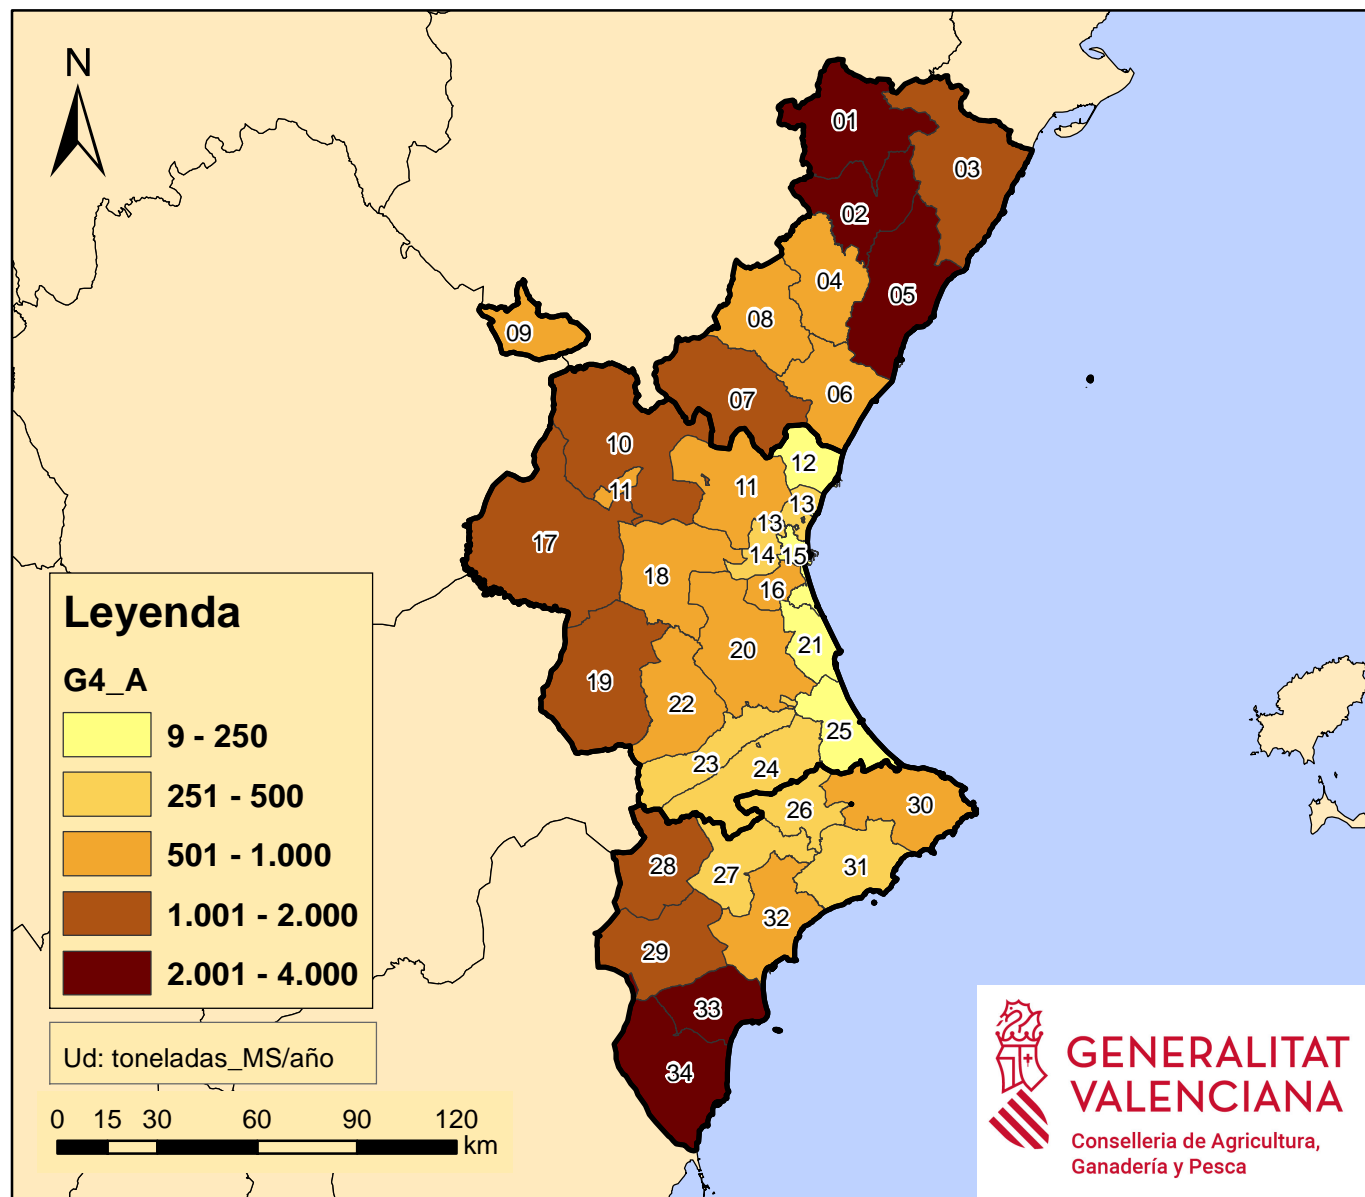 N
01
03
02
04
05
09
08
06
07
10
12
11
11
13
13
17
14
15
18
16
21
20
19
22
25
23
24
26
30
28
27
31
32
29
33
34
Leyenda
G4_A
9 - 250
251 - 500
501 - 1.000
1.001 - 2.000
2.001 - 4.000
Ud: toneladas_MS/año
0 15 30 60 90 120
km
GENERALITAT
VALENCIANA
Conselleria de Agricultura,
Ganadería y Pesca